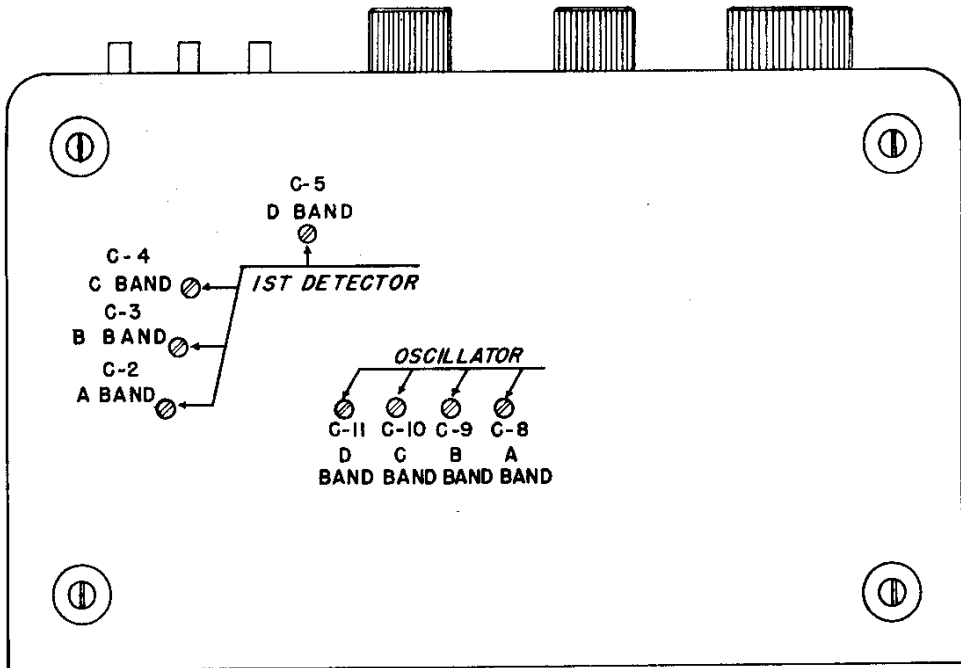 C-5
D BAND
C-4
C BAND
1ST DETECTOR
C-3
B BAND
C-2
A BAND
OSCILLATOR
C-11 C-10 C-9 C-8
D C B A
BAND BAND BAND BAND